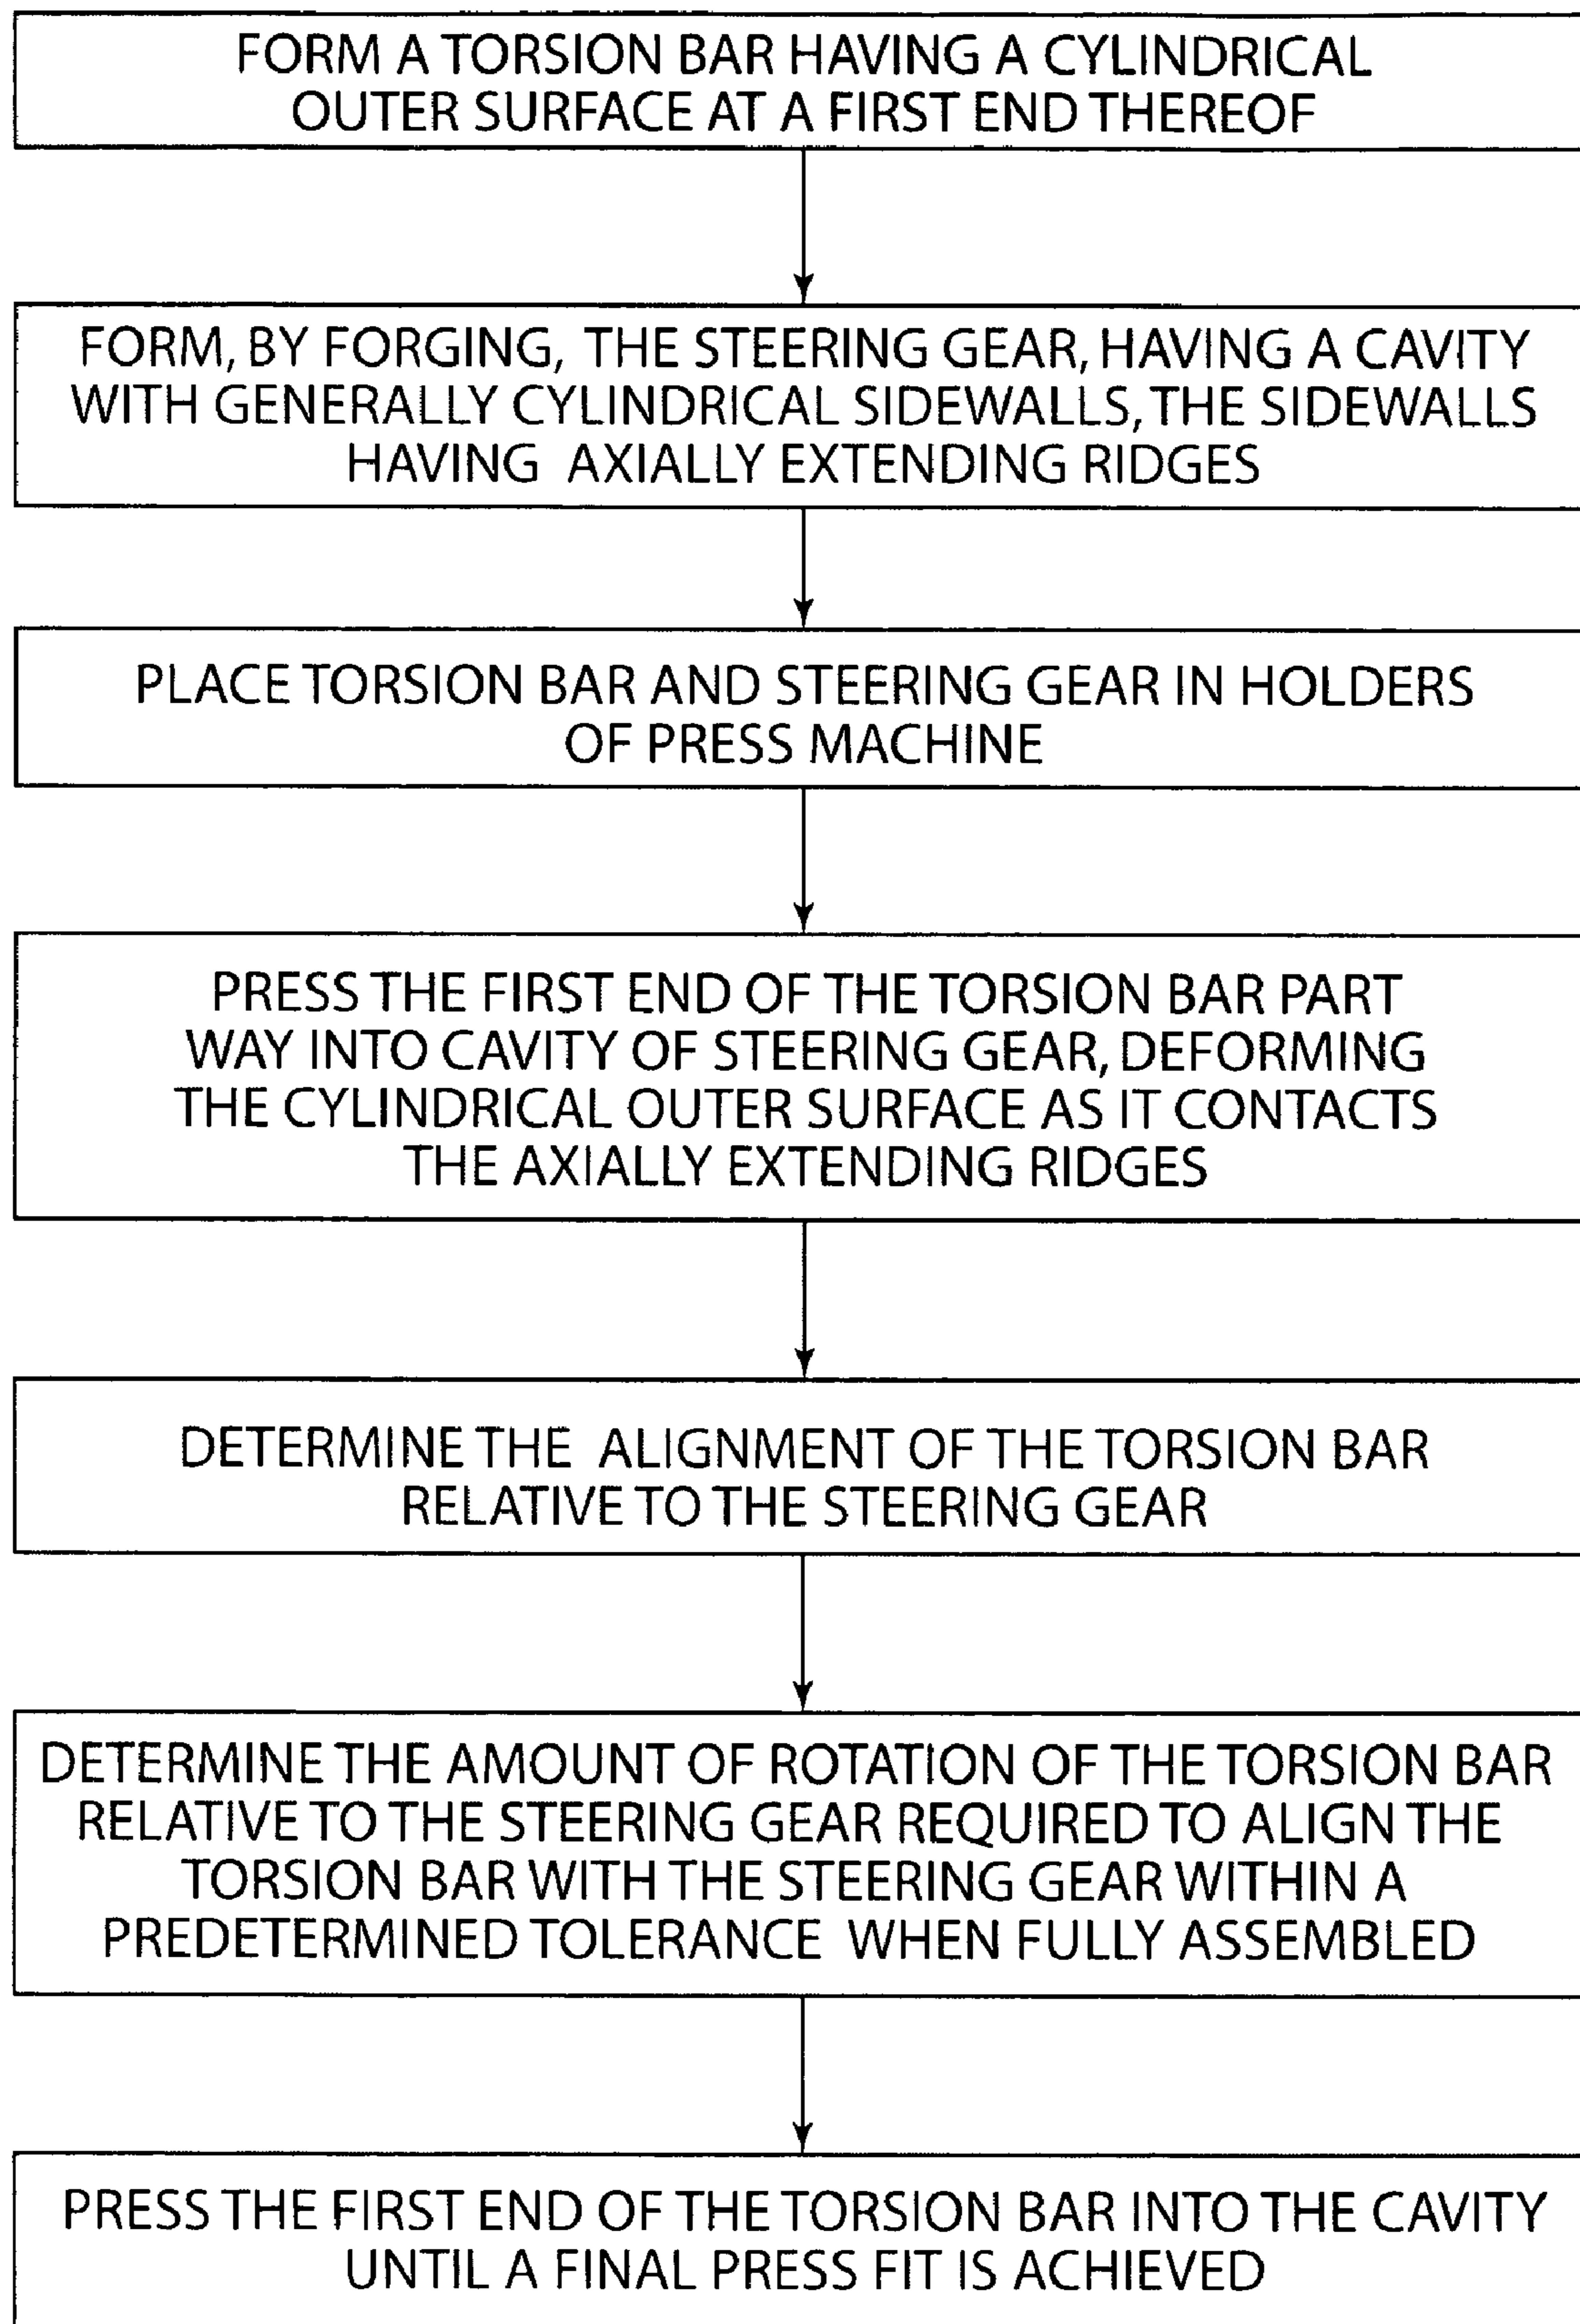 FORM A TORSION BAR HAVING A CYLINDRICAL
OUTER SURFACE AT A FIRST END THEREOF
FORM, BY FORGING, THE STEERING GEAR, HAVING A CAVITY
WITH GENERALLY CYLINDRICAL SIDEWALLS, THE SIDEWALLS
HAVING AXIALLY EXTENDING RIDGES
PLACE TORSION BAR AND STEERING GEAR IN HOLDERS
OF PRESS MACHINE
PRESS THE FIRST END OF THE TORSION BAR PART
WAY INTO CAVITY OF STEERING GEAR, DEFORMING
THE CYLINDRICAL OUTER SURFACE AS IT CONTACTS
THE AXIALLY EXTENDING RIDGES
DETERMINE THE ALIGNMENT OF THE TORSION BAR
RELATIVE TO THE STEERING GEAR
DETERMINE THE AMOUNT OF ROTATION OF THE TORSION BAR
RELATIVE TO THE STEERING GEAR REQUIRED TO ALIGN THE
TORSION BAR WITH THE STEERING GEAR WITHIN A
PREDETERMINED TOLERANCE WHEN FULLY ASSEMBLED
PRESS THE FIRST END OF THE TORSION BAR INTO THE CAVITY
UNTIL A FINAL PRESS FIT IS ACHIEVED